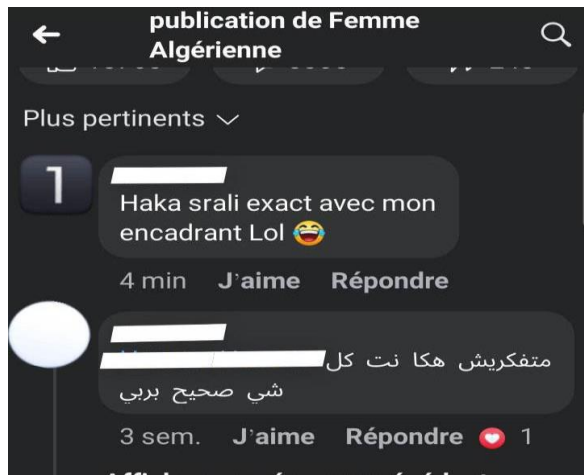 publication de Femme
Algérienne
Plus pertinents
1
Haka srali exact avec mon
encadrant Lol 😂
4 min J'aime Répondre
متفكريش هكا نت كل
شي صحيح بربي
3 sem. J'aime Répondre 1